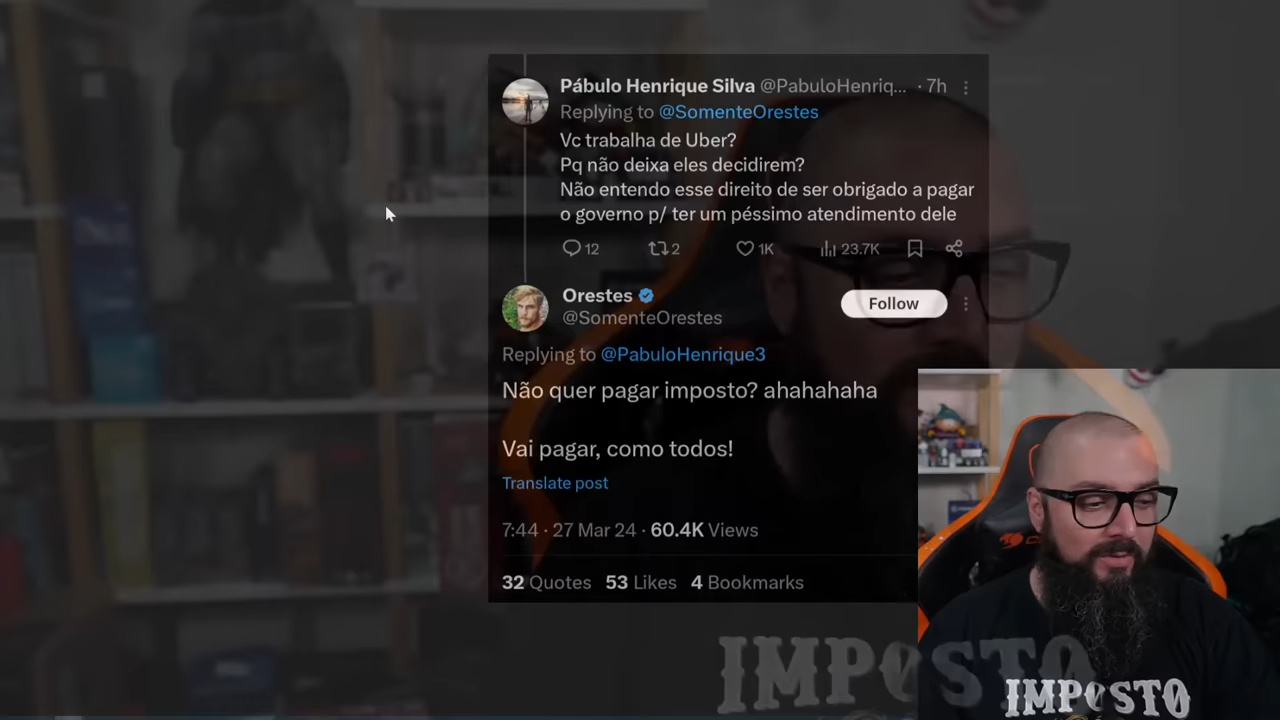 Pábulo Henrique Silva @PabuloHenriq... · 7h
Replying to @SomenteOrestes
Vc trabalha de Uber?
Pq não deixa eles decidirem?
Não entendo esse direito de ser obrigado a pagar
o governo p/ ter um péssimo atendimento dele
12 2 1K 23.7K
Orestes
@SomenteOrestes
Follow
Replying to @PabuloHenrique3
Não quer pagar imposto? ahahahaha
Vai pagar, como todos!
Translate post
7:44 · 27 Mar 24 · 60.4K Views
32 Quotes 53 Likes 4 Bookmarks
IMPOSTO
IMPOSTO